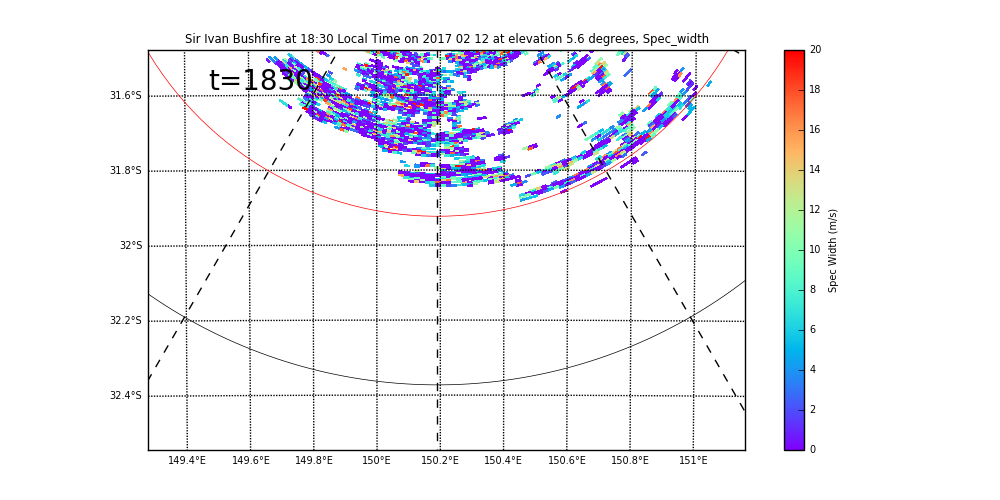 Sir Ivan Bushfire at 18:30 Local Time on 2017 02 12 at elevation 5.6 degrees, Spec_width
t=1830
31.6°S
31.8°S
32°S
32.2°S
32.4°S
149.4°E 149.6°E 149.8°E 150°E 150.2°E 150.4°E 150.6°E 150.8°E 151°E
20
18
16
14
12
10
8
6
4
2
0
Spec Width (m/s)